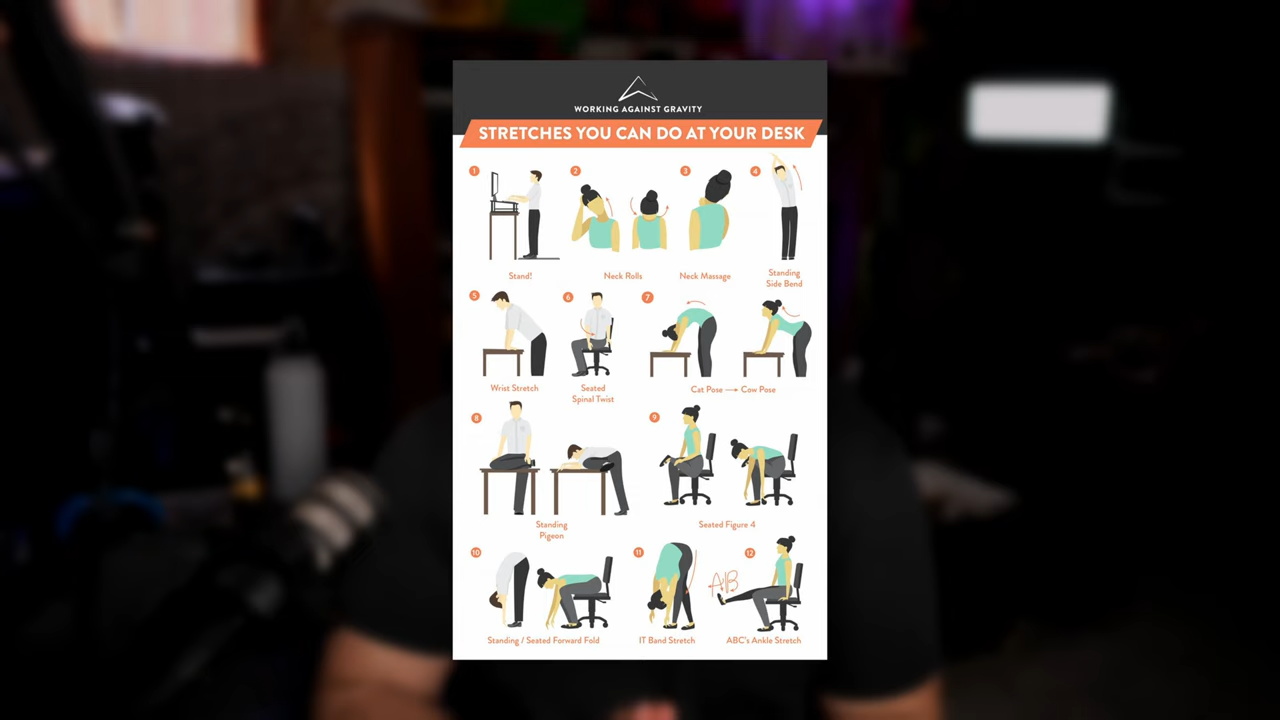 WORKING AGAINST GRAVITY
STRETCHES YOU CAN DO AT YOUR DESK
1
2
3
4
Stand!
Neck Rolls
Neck Massage
Standing
Side Bend
5
6
7
Wrist Stretch
Seated
Spinal Twist
Cat Pose → Cow Pose
8
9
Standing
Pigeon
Seated Figure 4
10
11
12
AB
Standing / Seated Forward Fold
IT Band Stretch
ABC's Ankle Stretch